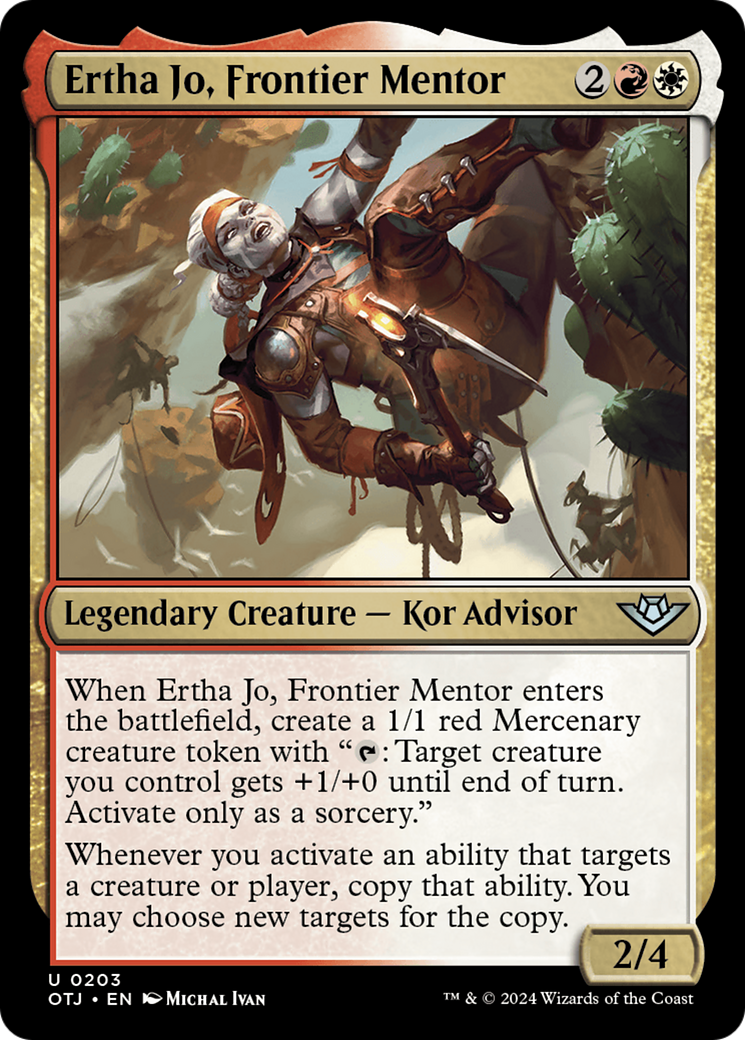 Ertha Jo, Frontier Mentor 2
When Ertha Jo, Frontier Mentor enters
the battlefield, create a 1/1 red Mercenary
creature token with “: Target creature
you control gets +1/+0 until end of turn.
Activate only as a sorcery.”
Whenever you activate an ability that targets
a creature or player, copy that ability. You
may choose new targets for the copy.
Legendary Creature — Kor Advisor
2/4
U 0203
OTJ • EN Michal Ivan
™ & © 2024 Wizards of the Coast